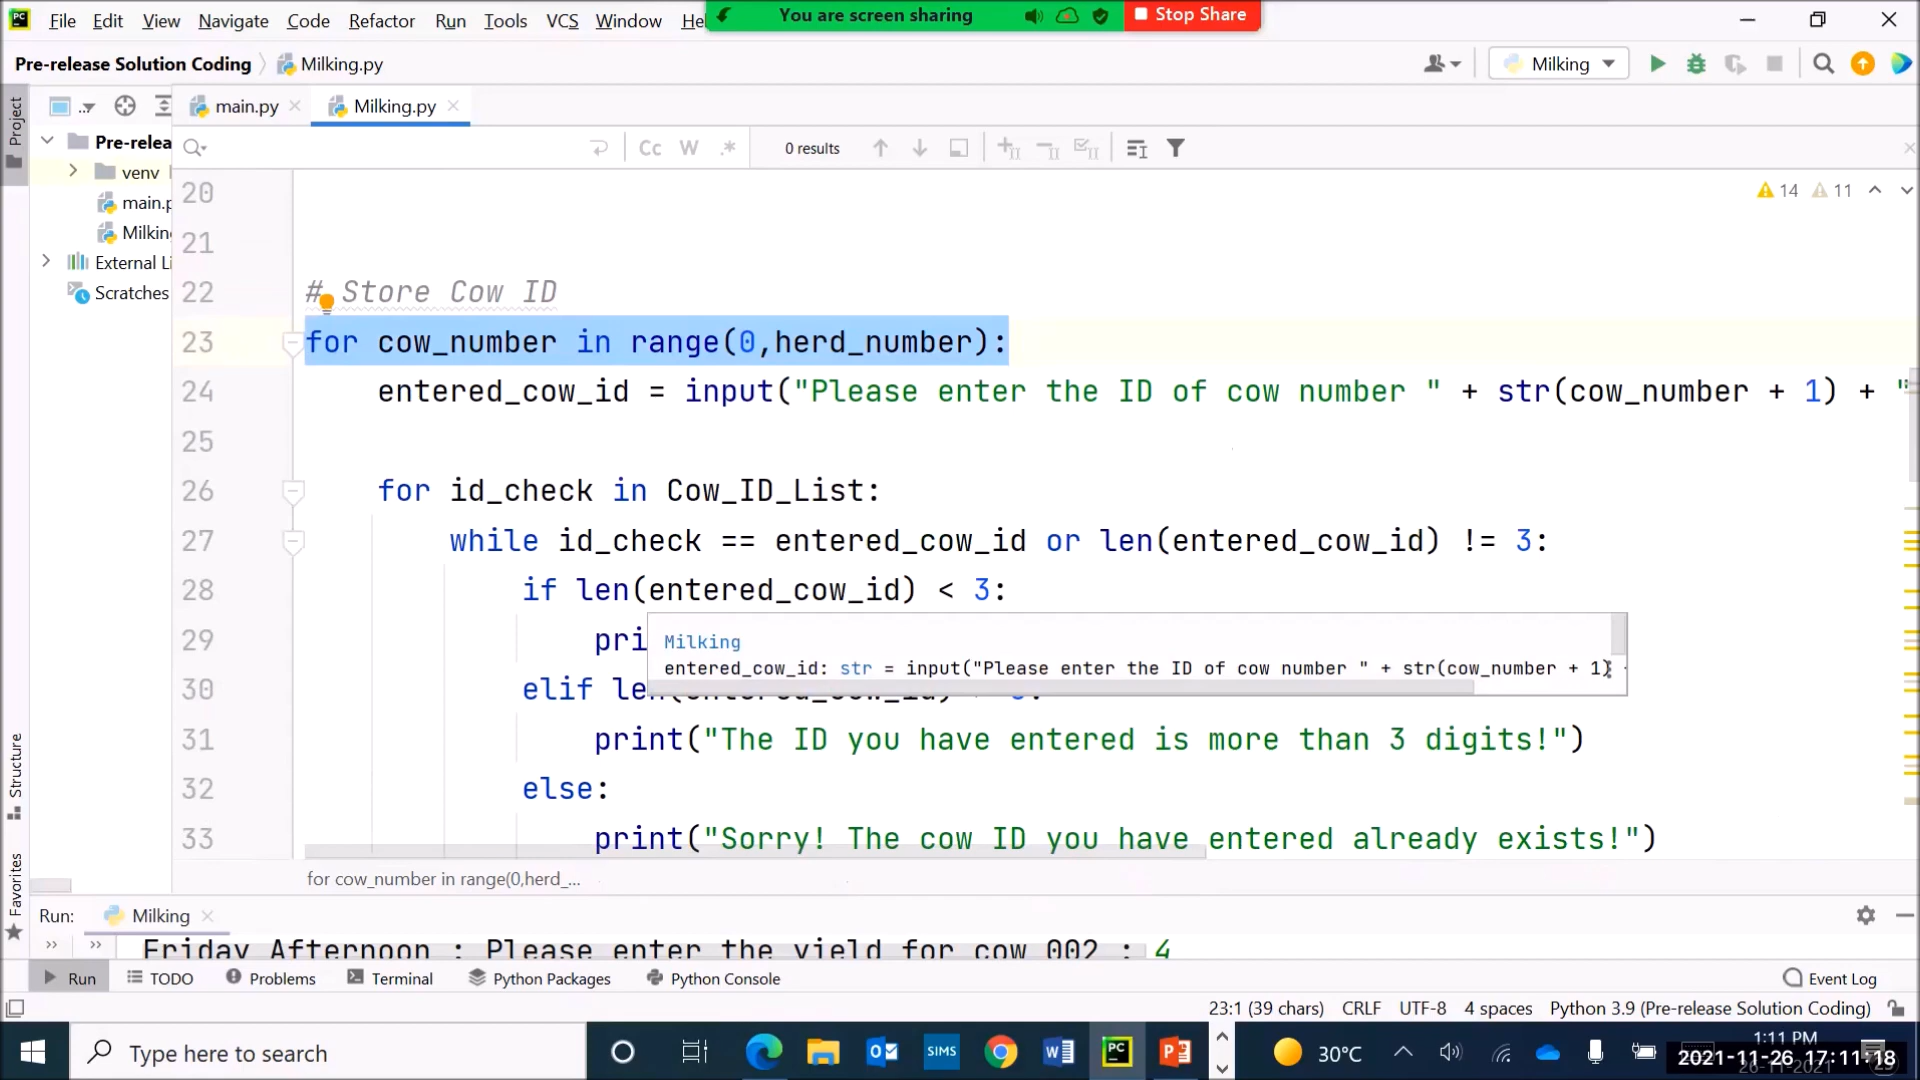 File Edit View Navigate Code Refactor Run Tools VCS Window He
You are screen sharing
Stop Share
Pre-release Solution Coding Milking.py
Milking
main.py
Milking.py
Project
Pre-relea
venv
main.p
Milkin
External Li
Scratches
Cc W .* 0 results
14 11
20
21
22 # Store Cow ID
23 for cow_number in range(0,herd_number):
24 entered_cow_id = input("Please enter the ID of cow number " + str(cow_number + 1) + "
25
26 for id_check in Cow_ID_List:
27 while id_check == entered_cow_id or len(entered_cow_id) != 3:
28 if len(entered_cow_id) < 3:
29 pri
Milking
entered_cow_id: str = input("Please enter the ID of cow number " + str(cow_number + 1)
30 elif le
31 print("The ID you have entered is more than 3 digits!")
32 else:
33 print("Sorry! The cow ID you have entered already exists!")
for cow_number in range(0,herd_...
Structure
Favorites
Run: Milking
Friday Afternoon : Please enter the yield for cow 002 : 4
Run TODO Problems Terminal Python Packages Python Console Event Log
23:1 (39 chars) CRLF UTF-8 4 spaces Python 3.9 (Pre-release Solution Coding)
Type here to search
SIMS
30°C
1:11 PM
26-11-2021
2021-11-26 17:11:18